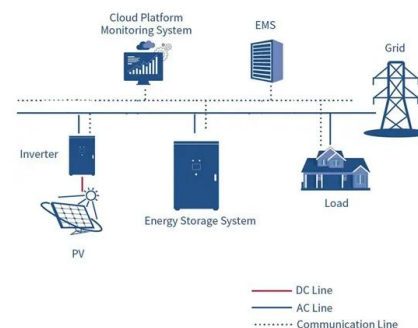 Cloud Platform
Monitoring System
EMS
Grid
Inverter
Energy Storage System
Load
PV
DC Line
AC Line
Communication Line